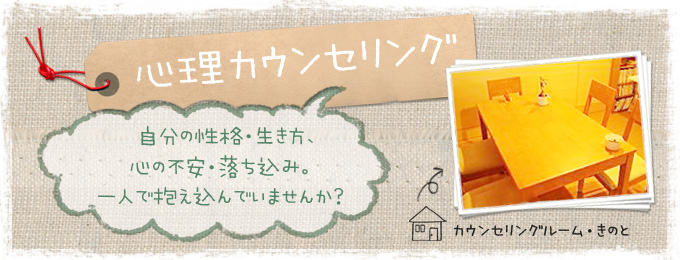 心理カウンセリング
自分の性格・生き方、
心の不安・落ち込み。
一人で抱え込んでいませんか?
カウンセリングルーム・きのと